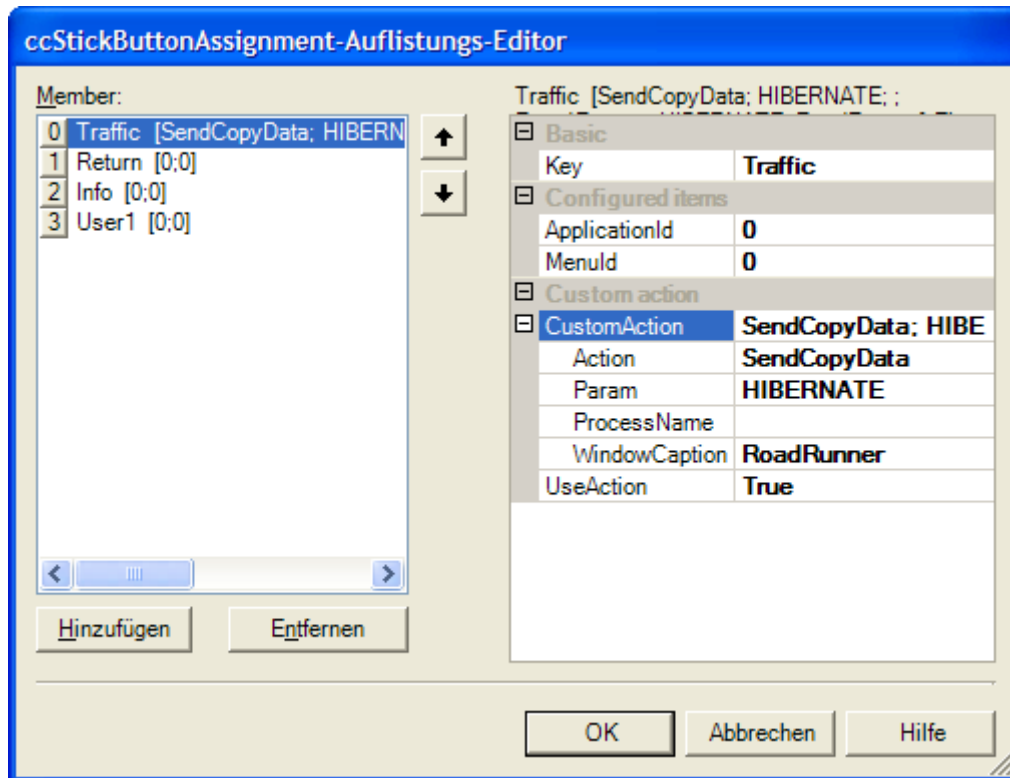 ccStickButtonAssignment-Auflistungs-Editor
Member:
0 Traffic [SendCopyData; HIBERN
1 Return [0;0]
2 Info [0;0]
3 User1 [0;0]
Hinzufügen
Entfernen
Traffic [SendCopyData; HIBERNATE; ;
Basic
Key Traffic
Configured items
ApplicationId 0
MenuId 0
Custom action
CustomAction SendCopyData; HIBE
Action SendCopyData
Param HIBERNATE
ProcessName
WindowCaption RoadRunner
UseAction True
OK
Abbrechen
Hilfe